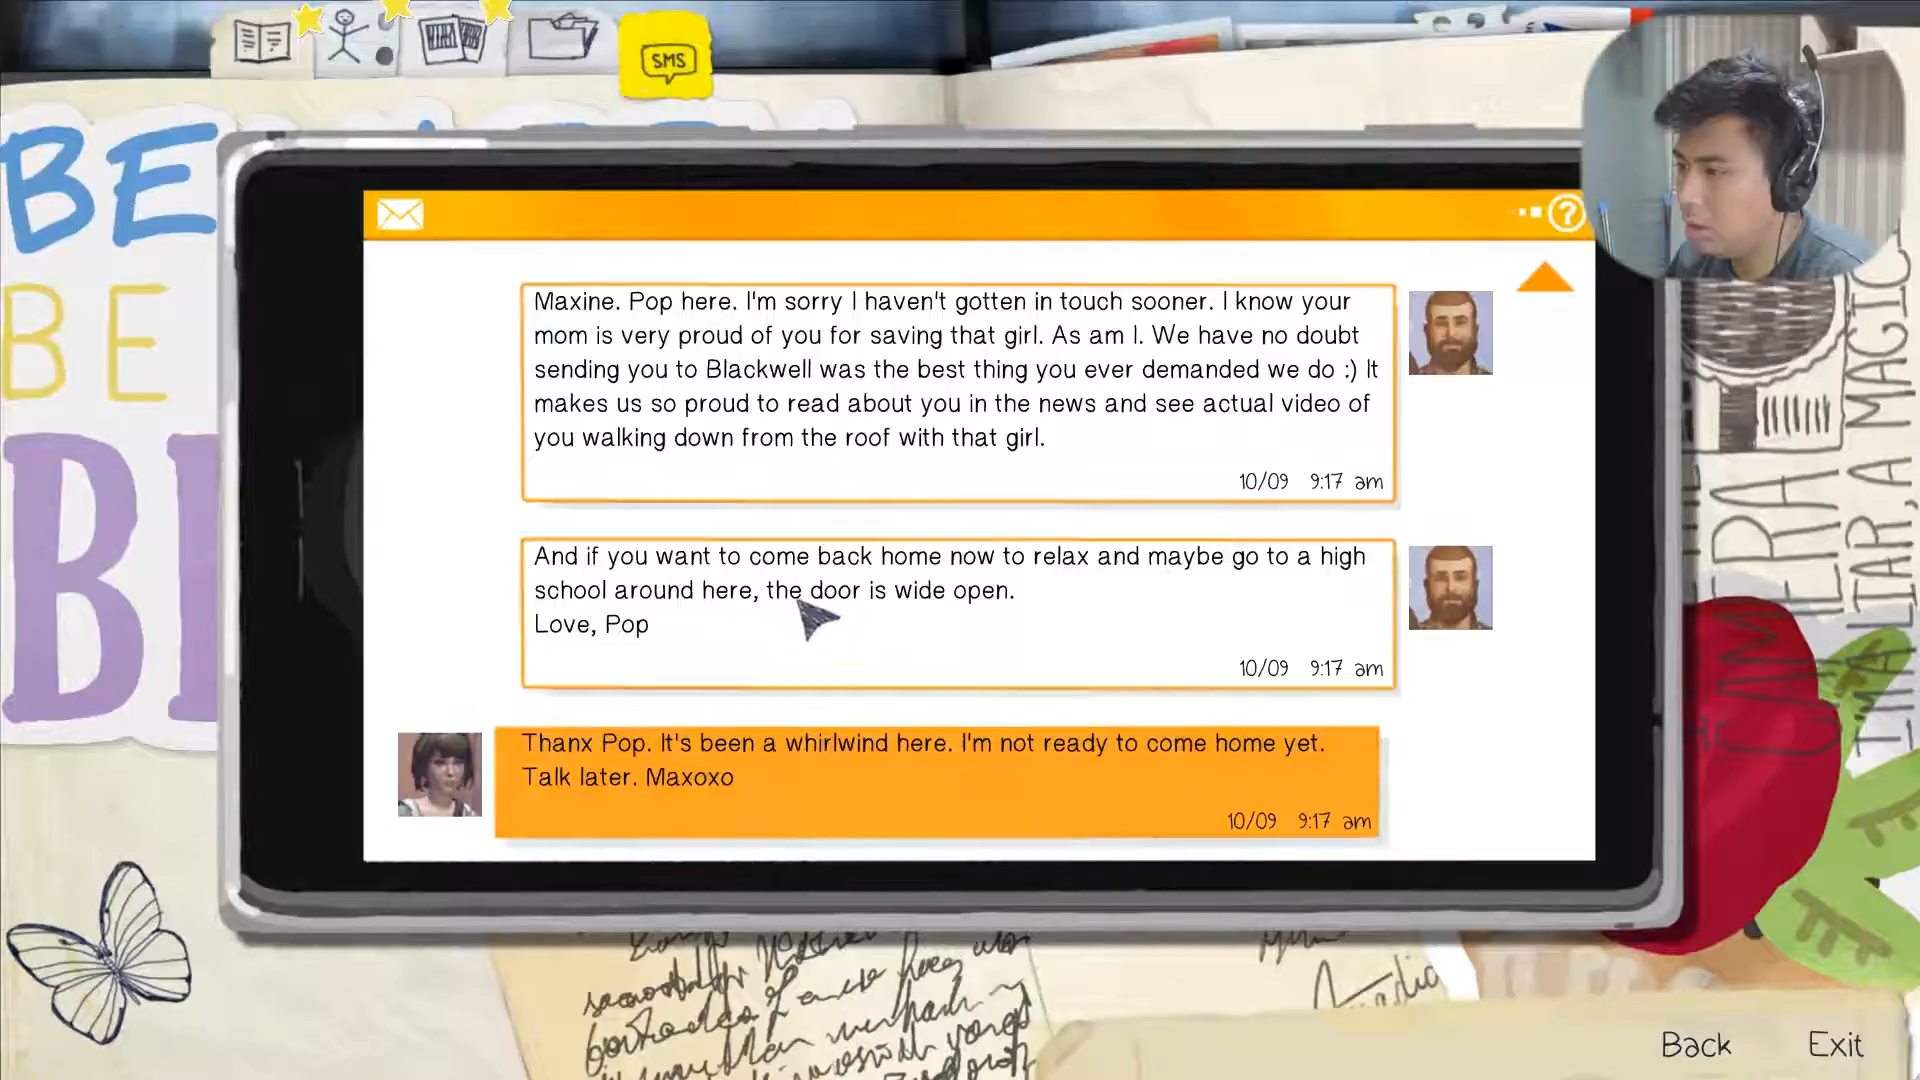 SMS
BE
BE
Maxine. Pop here. I'm sorry I haven't gotten in touch sooner. I know your
mom is very proud of you for saving that girl. As am I. We have no doubt
sending you to Blackwell was the best thing you ever demanded we do :) It
makes us so proud to read about you in the news and see actual video of
you walking down from the roof with that girl.
10/09 9:17 am
And if you want to come back home now to relax and maybe go to a high
school around here, the door is wide open.
Love, Pop
10/09 9:17 am
Thanx Pop. It's been a whirlwind here. I'm not ready to come home yet.
Talk later. Maxoxo
10/09 9:17 am
CAMERA
LIAR, A MAGIC
Back
Exit